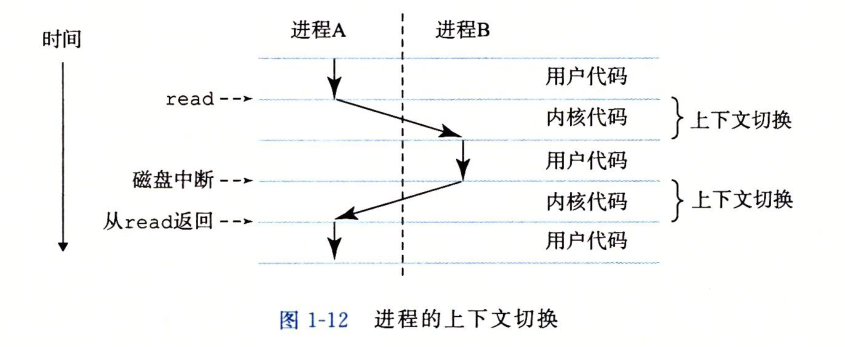 进程A 进程B
时间
用户代码
read
内核代码 上下文切换
用户代码
磁盘中断
内核代码 上下文切换
从read返回
用户代码
图 1-12 进程的上下文切换